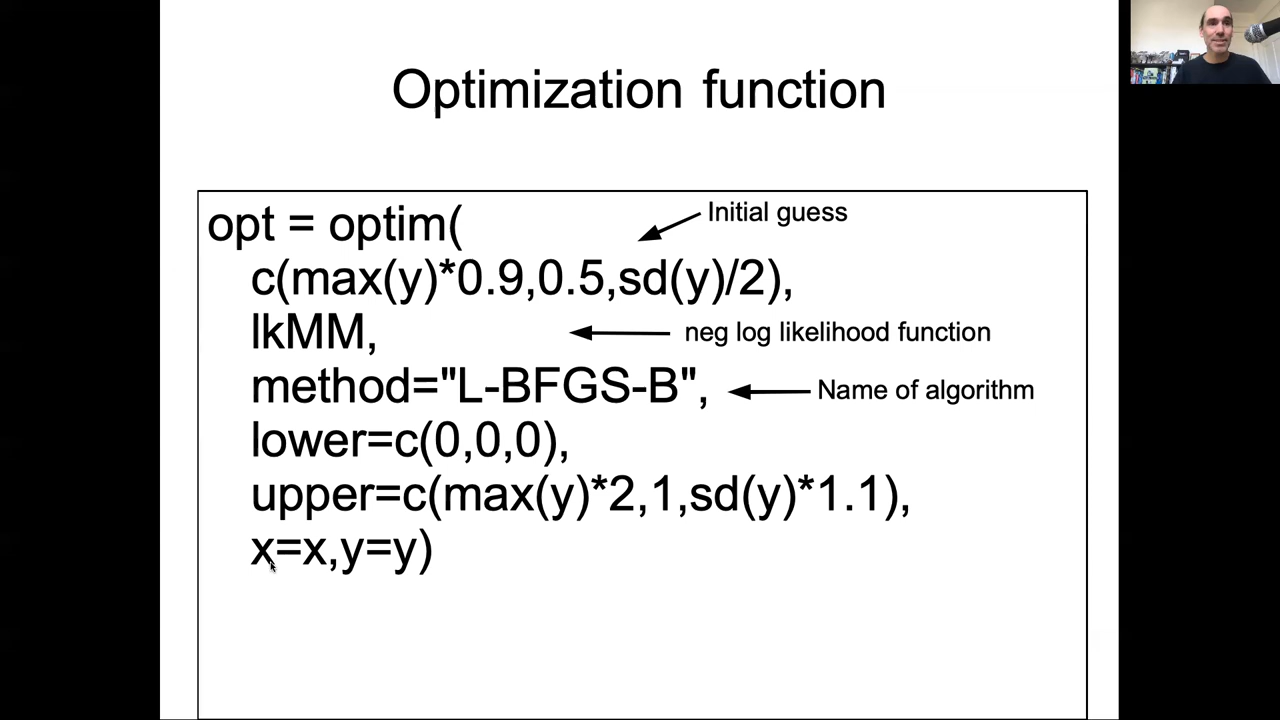 Optimization function
opt = optim(
Initial guess
c(max(y)*0.9,0.5,sd(y)/2),
lkMM,
neg log likelihood function
method="L-BFGS-B",
Name of algorithm
lower=c(0,0,0),
upper=c(max(y)*2,1,sd(y)*1.1),
x=x,y=y)